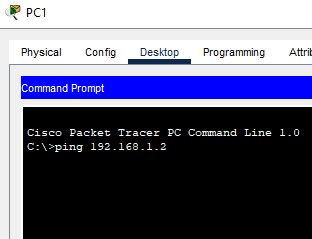 PC1
Physical Config Desktop Programming Attri
Command Prompt
Cisco Packet Tracer PC Command Line 1.0
C:\>ping 192.168.1.2